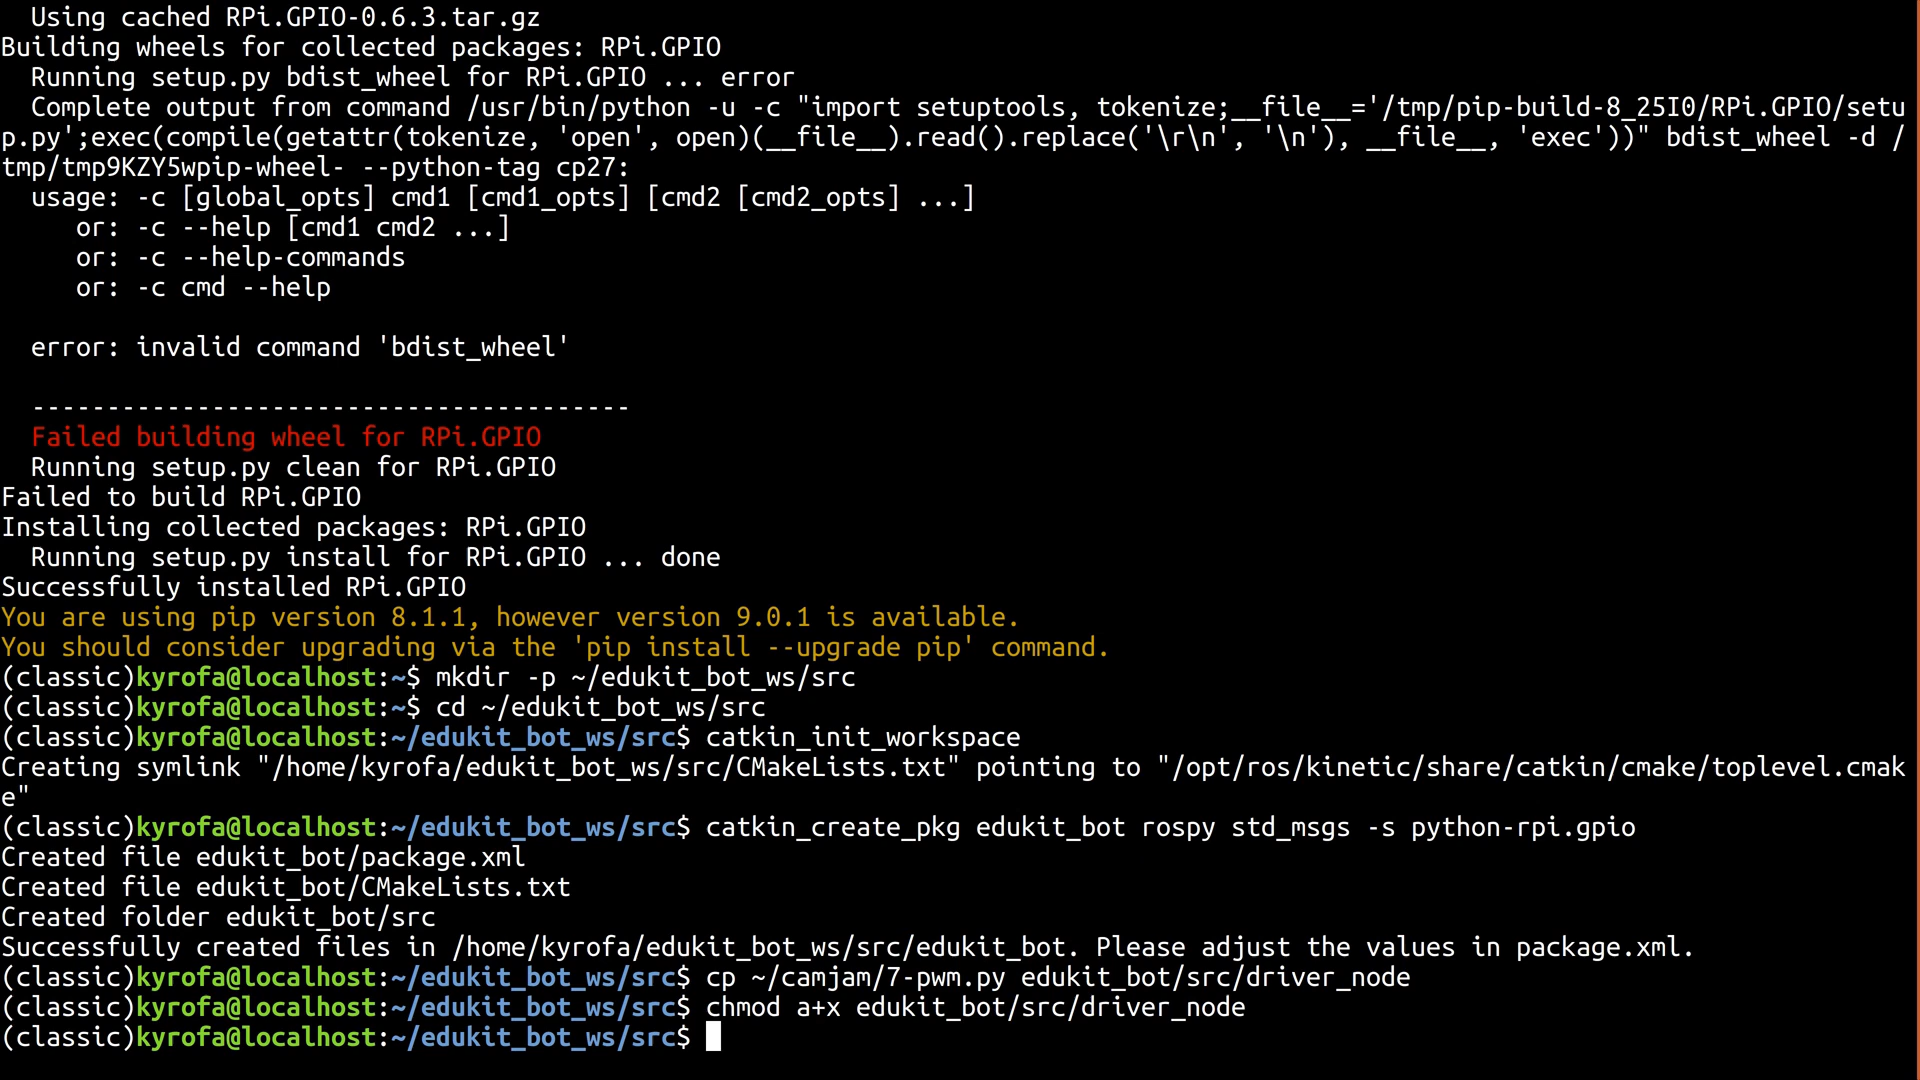 Using cached RPi.GPIO-0.6.3.tar.gz
Building wheels for collected packages: RPi.GPIO
  Running setup.py bdist_wheel for RPi.GPIO ... error
  Complete output from command /usr/bin/python -u -c "import setuptools, tokenize;__file__='/tmp/pip-build-8_25I0/RPi.GPIO/setu
p.py';exec(compile(getattr(tokenize, 'open', open)(__file__).read().replace('\r\n', '\n'), __file__, 'exec'))" bdist_wheel -d /
tmp/tmp9KZY5wpip-wheel- --python-tag cp27:
  usage: -c [global_opts] cmd1 [cmd1_opts] [cmd2 [cmd2_opts] ...]
     or: -c --help [cmd1 cmd2 ...]
     or: -c --help-commands
     or: -c cmd --help

  error: invalid command 'bdist_wheel'

  ----------------------------------------
  Failed building wheel for RPi.GPIO
  Running setup.py clean for RPi.GPIO
Failed to build RPi.GPIO
Installing collected packages: RPi.GPIO
  Running setup.py install for RPi.GPIO ... done
Successfully installed RPi.GPIO
You are using pip version 8.1.1, however version 9.0.1 is available.
You should consider upgrading via the 'pip install --upgrade pip' command.
(classic)kyrofa@localhost:~$ mkdir -p ~/edukit_bot_ws/src
(classic)kyrofa@localhost:~$ cd ~/edukit_bot_ws/src
(classic)kyrofa@localhost:~/edukit_bot_ws/src$ catkin_init_workspace
Creating symlink "/home/kyrofa/edukit_bot_ws/src/CMakeLists.txt" pointing to "/opt/ros/kinetic/share/catkin/cmake/toplevel.cmak
e"
(classic)kyrofa@localhost:~/edukit_bot_ws/src$ catkin_create_pkg edukit_bot rospy std_msgs -s python-rpi.gpio
Created file edukit_bot/package.xml
Created file edukit_bot/CMakeLists.txt
Created folder edukit_bot/src
Successfully created files in /home/kyrofa/edukit_bot_ws/src/edukit_bot. Please adjust the values in package.xml.
(classic)kyrofa@localhost:~/edukit_bot_ws/src$ cp ~/camjam/7-pwm.py edukit_bot/src/driver_node
(classic)kyrofa@localhost:~/edukit_bot_ws/src$ chmod a+x edukit_bot/src/driver_node
(classic)kyrofa@localhost:~/edukit_bot_ws/src$